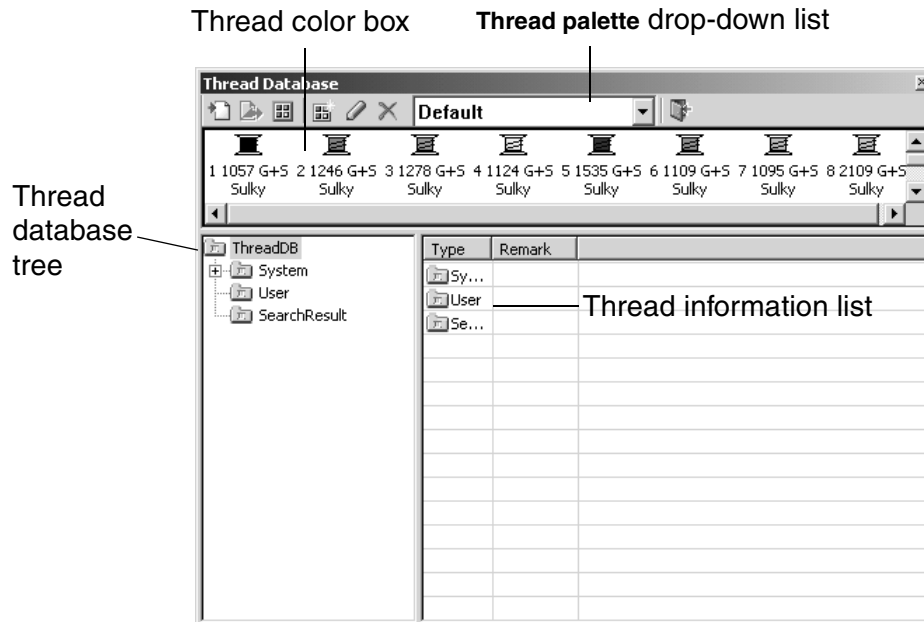 Thread color box
Thread palette drop-down list
Thread Database
Default
1 1057 G+S 2 1246 G+S 3 1278 G+S 4 1124 G+S 5 1535 G+S 6 1109 G+S 7 1095 G+S 8 2109 G+S
Sulky Sulky Sulky Sulky Sulky Sulky Sulky Sulky
Thread
database
tree
ThreadDB
System
User
SearchResult
Type Remark
Sy...
User
Se...
Thread information list